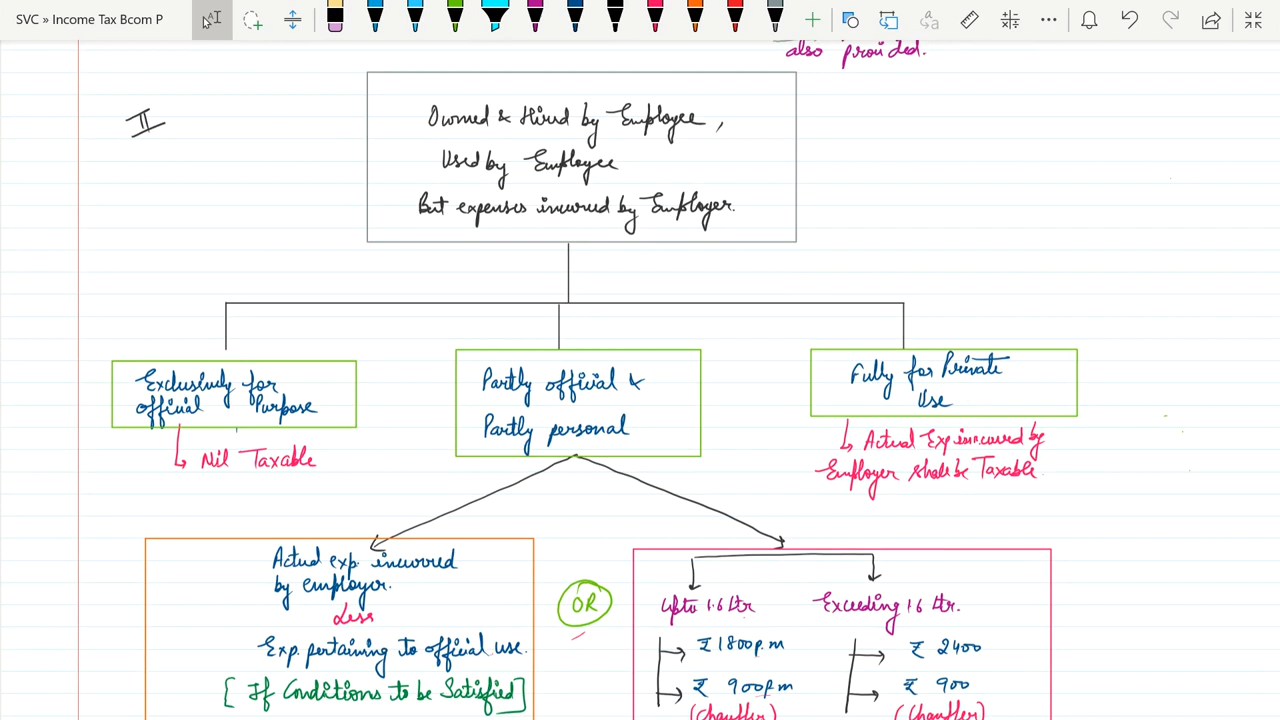 SVC » Income Tax Bcom P
also provided.
II
Owned & Hired by Employee,
Used by Employee
But expenses incurred by Employer.
Exclusively for
official Purpose
Nil Taxable
Partly official &
Partly personal
Fully for Private
Use
Actual Exp incurred by
Employer shall be Taxable
Actual exp. incurred
by employer.
Less
Exp. pertaining to official use.
[If Conditions to be Satisfied]
OR
Upto 1.6 Ltr
₹ 1800 p.m
₹ 900 p.m
(Chauffer)
Exceeding 1.6 Ltr.
₹ 2400
₹ 900
(Chauffer)